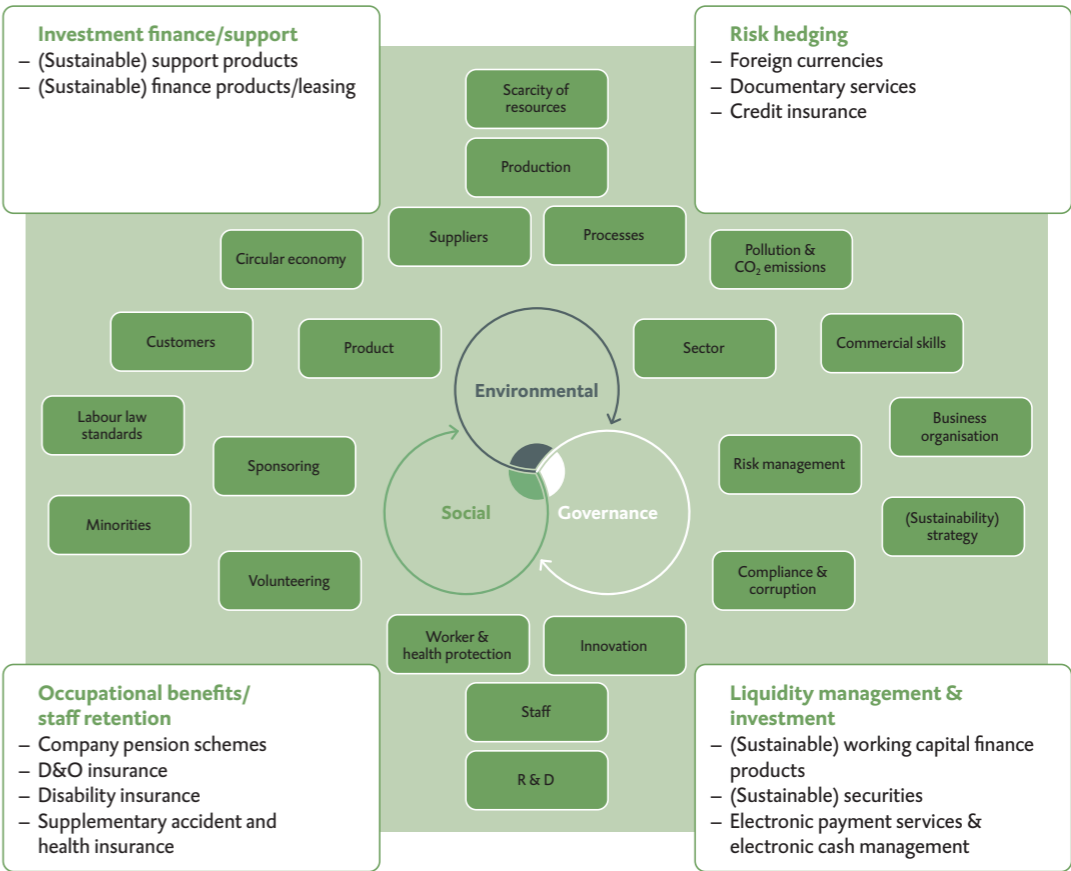 Investment finance/support
– (Sustainable) support products
– (Sustainable) finance products/leasing
Risk hedging
– Foreign currencies
– Documentary services
– Credit insurance
Scarcity of
resources
Production
Suppliers
Processes
Circular economy
Pollution &
CO₂ emissions
Customers
Product
Sector
Commercial skills
Environmental
Labour law
standards
Business
organisation
Sponsoring
Risk management
Social
Governance
Minorities
(Sustainability)
strategy
Volunteering
Compliance &
corruption
Worker &
health protection
Innovation
Staff
R & D
Occupational benefits/
staff retention
– Company pension schemes
– D&O insurance
– Disability insurance
– Supplementary accident and
health insurance
Liquidity management &
investment
– (Sustainable) working capital finance
products
– (Sustainable) securities
– Electronic payment services &
electronic cash management